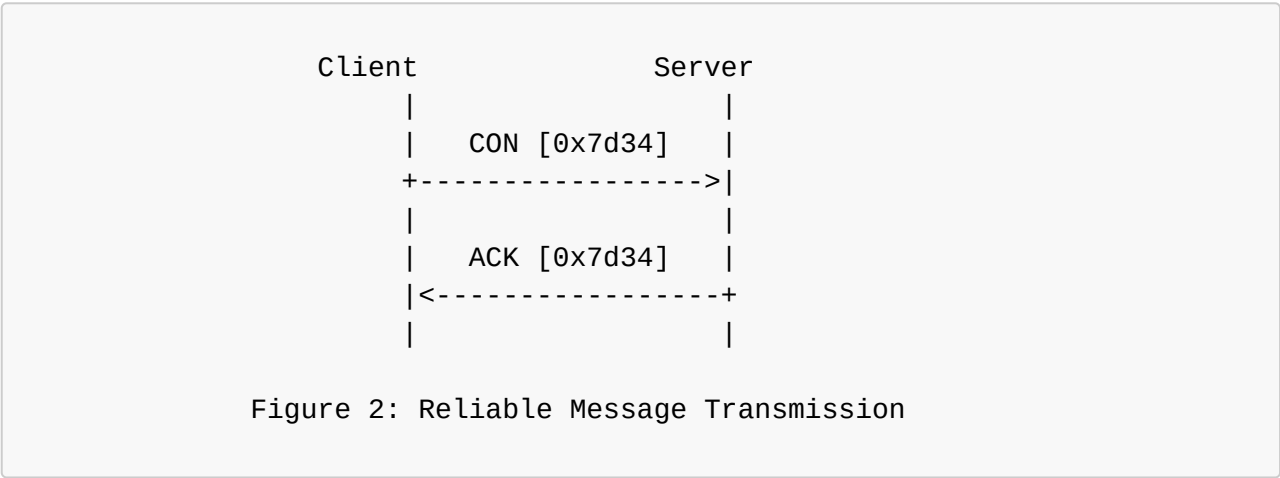 Client Server
| |
| CON [0x7d34] |
+----------------->|
| |
| ACK [0x7d34] |
|<-----------------+
| |
Figure 2: Reliable Message Transmission